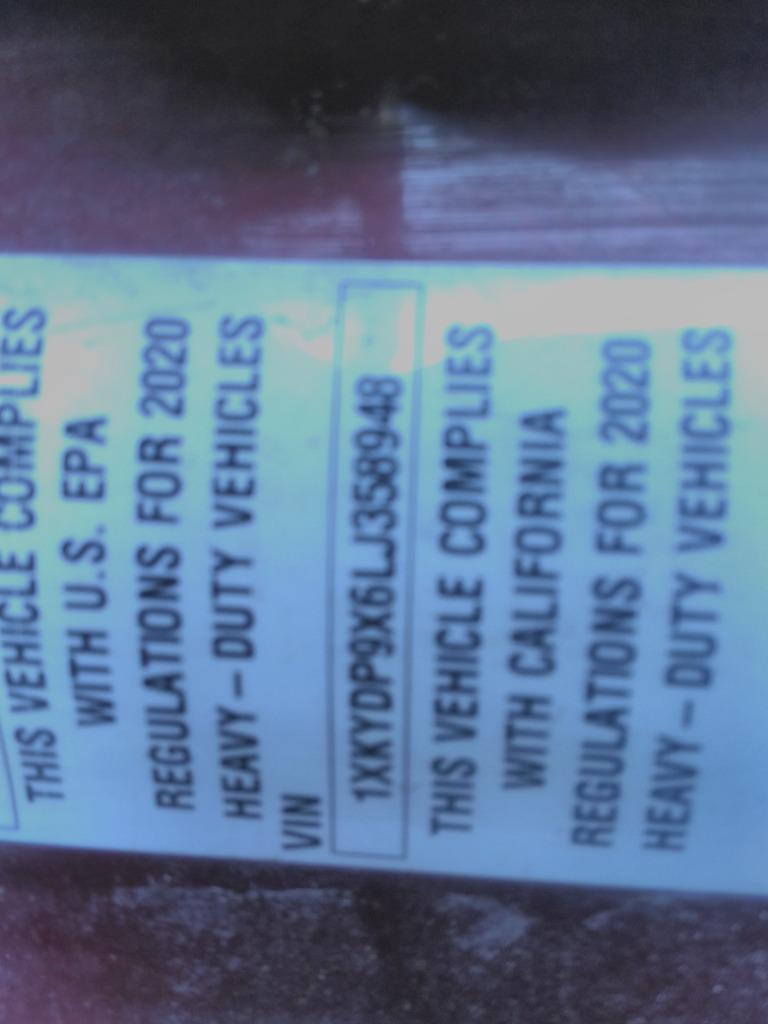 THIS VEHICLE COMPLIES
WITH U.S. EPA
REGULATIONS FOR 2020
HEAVY-DUTY VEHICLES
VIN
1XKYDP9X6LJ358948
THIS VEHICLE COMPLIES
WITH CALIFORNIA
REGULATIONS FOR 2020
HEAVY-DUTY VEHICLES